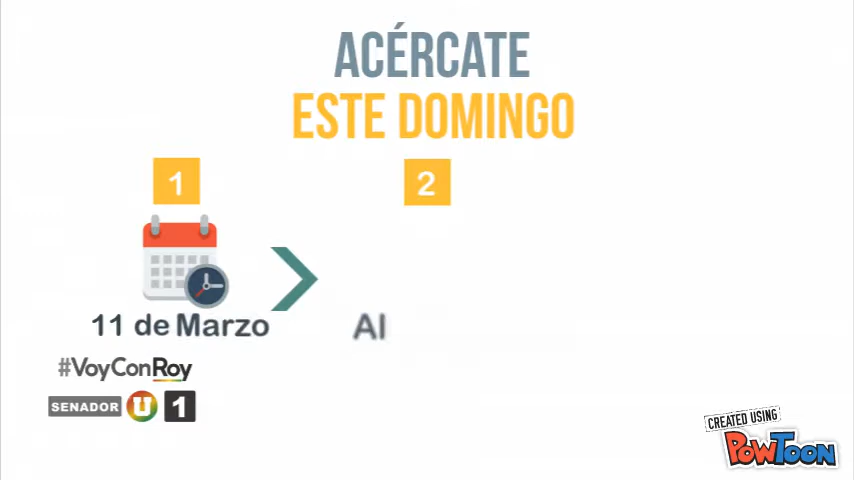 ACÉRCATE
ESTE DOMINGO
1
2
11 de Marzo
Al
#VoyConRoy
SENADOR U 1
CREATED USING
POWTOON